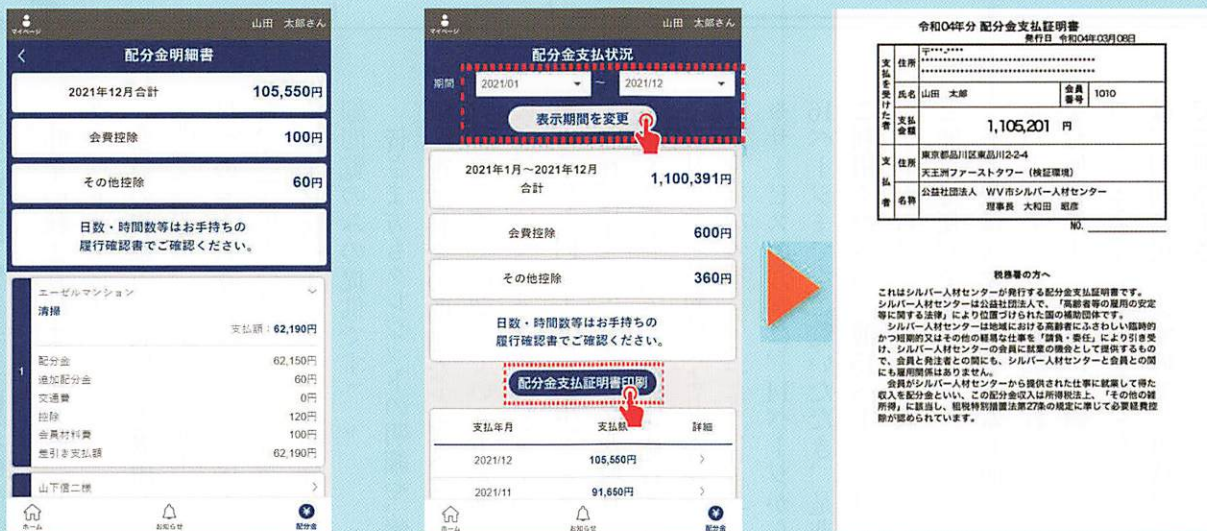 マイページ
山田 太郎さん
配分金明細書
2021年12月合計 105,550円
会費控除 100円
その他控除 60円
日数・時間数等はお手持ちの
履行確認書でご確認ください。
1
エーゼルマンション
清掃
支払額:62,190円
配分金 62,150円
追加配分金 60円
交通費 0円
控除 120円
会員材料費 100円
差引き支払額 62,190円
山下信二様
ホーム お知らせ 配分金
マイページ
山田 太郎さん
配分金支払状況
期間 2021/01 ~ 2021/12
表示期間を変更
2021年1月~2021年12月
合計
1,100,391円
会費控除 600円
その他控除 360円
日数・時間数等はお手持ちの
履行確認書でご確認ください。
配分金支払証明書印刷
支払年月 支払額 詳細
2021/12 105,550円
2021/11 91,650円
ホーム お知らせ 配分金
令和04年分 配分金支払証明書
発行日 令和04年03月08日
支払を受けた者
住所 〒***-****
氏名 山田 太郎 会員番号 1010
支払金額 1,105,201 円
支払者
住所 東京都品川区東品川2-2-4
天王洲ファーストタワー(検証環境)
名称 公益社団法人 WV市シルバー人材センター
理事長 大和田 昭彦
NO.
税務署の方へ
これはシルバー人材センターが発行する配分金支払証明書です。
シルバー人材センターは公益社団法人で、「高齢者等の雇用の安定
等に関する法律」により位置づけられた国の補助団体です。
シルバー人材センターは地域における高齢者にふさわしい臨時的
かつ短期的又はその他の軽易な仕事を「請負・委任」により引き受
け、シルバー人材センターの会員に就業の機会として提供するもの
で、会員と発注者との間にも、シルバー人材センターと会員との間
にも雇用関係はありません。
会員がシルバー人材センターから提供された仕事に就業して得た
収入を配分金といい、この配分金収入は所得税法上、「その他の雑
所得」に該当し、租税特別措置法第27条の規定に準じて必要経費控
除が認められています。